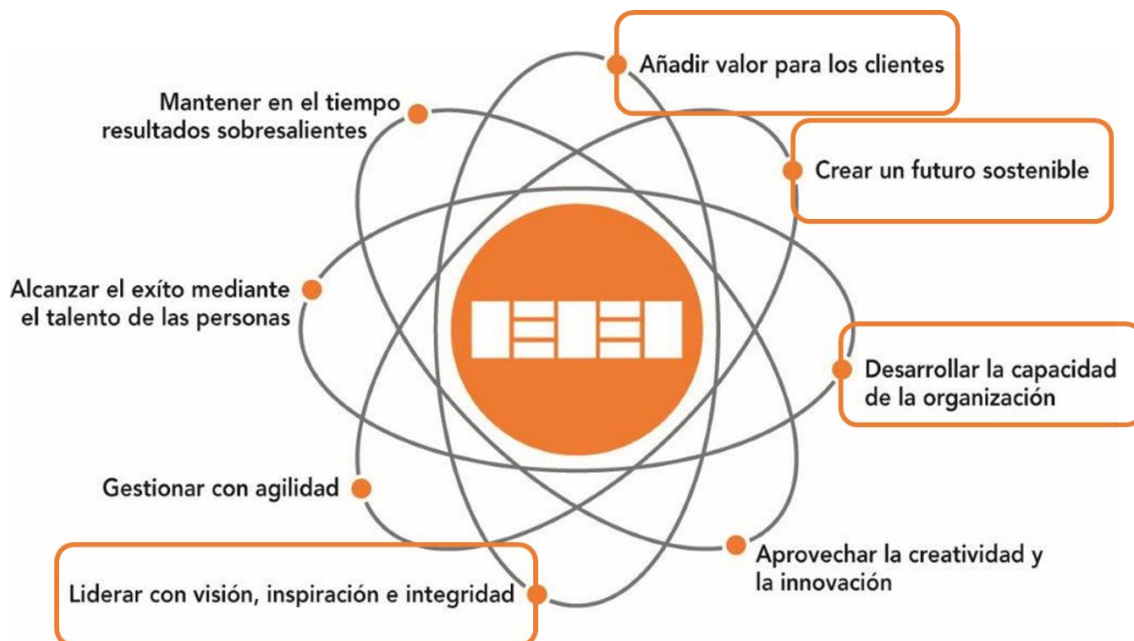 Añadir valor para los clientes
Crear un futuro sostenible
Desarrollar la capacidad
de la organización
Aprovechar la creatividad y
la innovación
Liderar con visión, inspiración e integridad
Gestionar con agilidad
Alcanzar el exíto mediante
el talento de las personas
Mantener en el tiempo
resultados sobresalientes